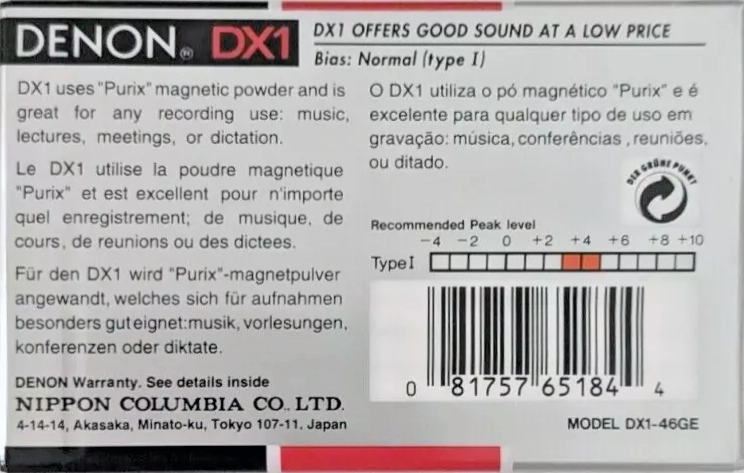 DENON® DX1
DX1 OFFERS GOOD SOUND AT A LOW PRICE
Bias: Normal (type I)
DX1 uses "Purix" magnetic powder and is
great for any recording use: music,
lectures, meetings, or dictation.
Le DX1 utilise la poudre magnetique
"Purix" et est excellent pour n'importe
quel enregistrement; de musique, de
cours, de reunions ou des dictees.
Für den DX1 wird "Purix"-magnetpulver
angewandt, welches sich für aufnahmen
besonders gut eignet:musik, vorlesungen,
konferenzen oder diktate.
DENON Warranty. See details inside
NIPPON COLUMBIA CO., LTD.
4-14-14, Akasaka, Minato-ku, Tokyo 107-11, Japan
O DX1 utiliza o pó magnético "Purix" e é
excelente para qualquer tipo de uso em
gravação: música, conferências , reuniões,
ou ditado.
DER GRÜNE PUNKT
Recommended Peak level
-4 -2 0 +2 +4 +6 +8 +10
Type I
0 81757 65184 4
MODEL DX1-46GE